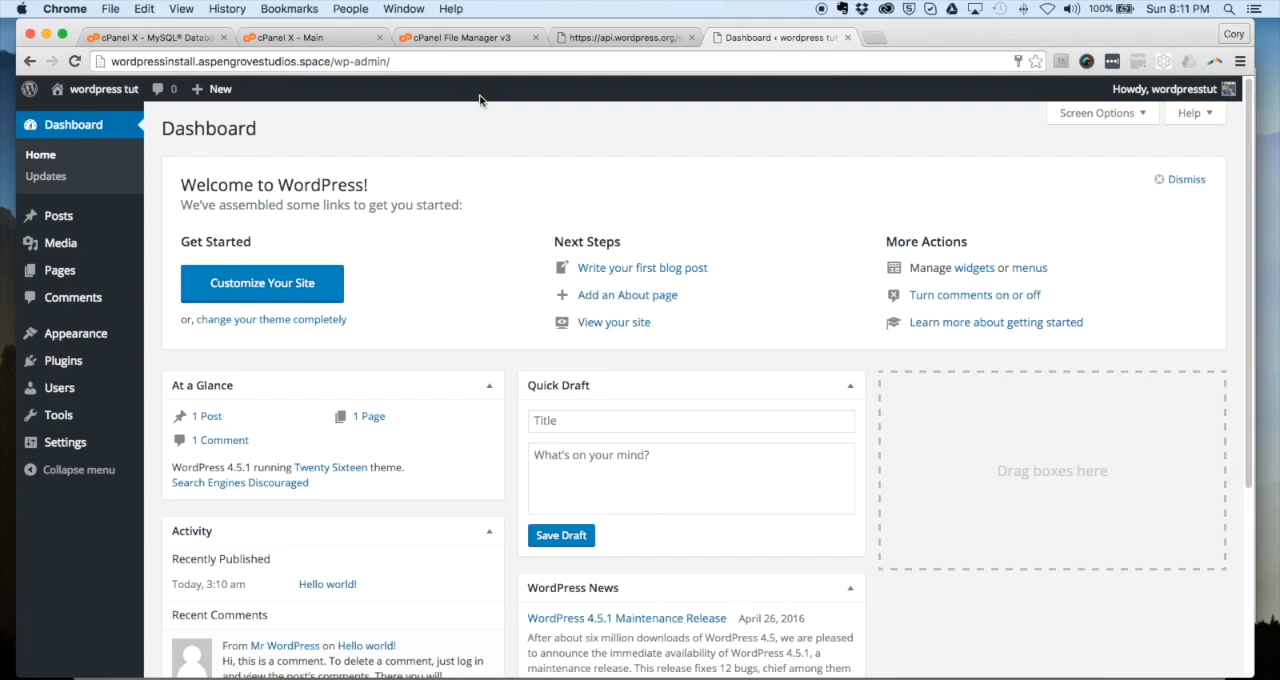 Chrome File Edit View History Bookmarks People Window Help 100% Sun 8:11 PM
cPanel X - MySQL® Databa cPanel X - Main cPanel File Manager v3 https://api.wordpress.org/s Dashboard ‹ wordpress tut Cory
wordpressinstall.aspengrovestudios.space/wp-admin/
wordpress tut 0 New Howdy, wordpresstut
Screen Options Help
Dashboard
Home
Updates
Posts
Media
Pages
Comments
Appearance
Plugins
Users
Tools
Settings
Collapse menu
Dashboard
Welcome to WordPress!
We've assembled some links to get you started:
Dismiss
Get Started
Customize Your Site
or, change your theme completely
Next Steps
Write your first blog post
Add an About page
View your site
More Actions
Manage widgets or menus
Turn comments on or off
Learn more about getting started
At a Glance
1 Post 1 Page
1 Comment
WordPress 4.5.1 running Twenty Sixteen theme.
Search Engines Discouraged
Activity
Recently Published
Today, 3:10 am Hello world!
Recent Comments
From Mr WordPress on Hello world!
Hi, this is a comment. To delete a comment, just log in
and view the post's comments. There you will
Quick Draft
Title
What's on your mind?
Save Draft
WordPress News
WordPress 4.5.1 Maintenance Release April 26, 2016
After about six million downloads of WordPress 4.5, we are pleased
to announce the immediate availability of WordPress 4.5.1, a
maintenance release. This release fixes 12 bugs, chief among them
Drag boxes here